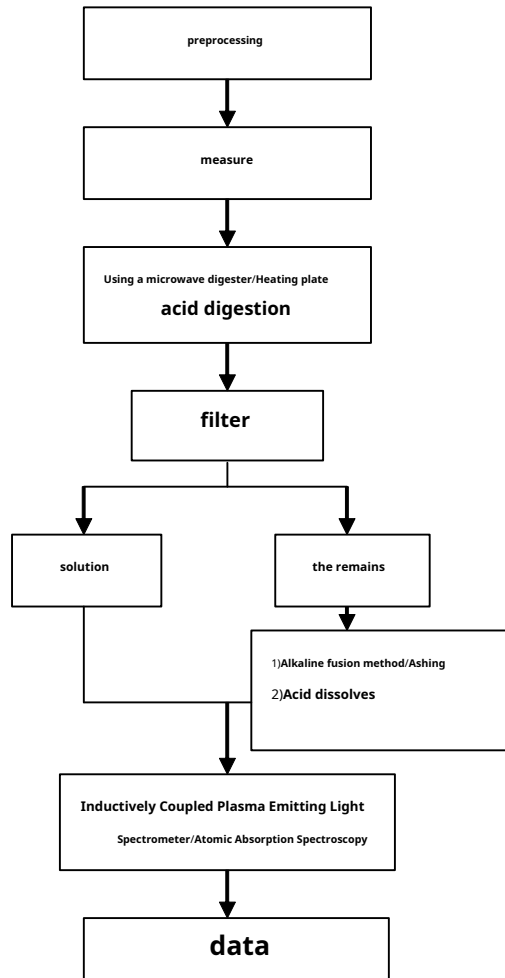 preprocessing
measure
Using a microwave digester/Heating plate
acid digestion
filter
solution
the remains
1)Alkaline fusion method/Ashing
2)Acid dissolves
Inductively Coupled Plasma Emitting Light
Spectrometer/Atomic Absorption Spectroscopy
data